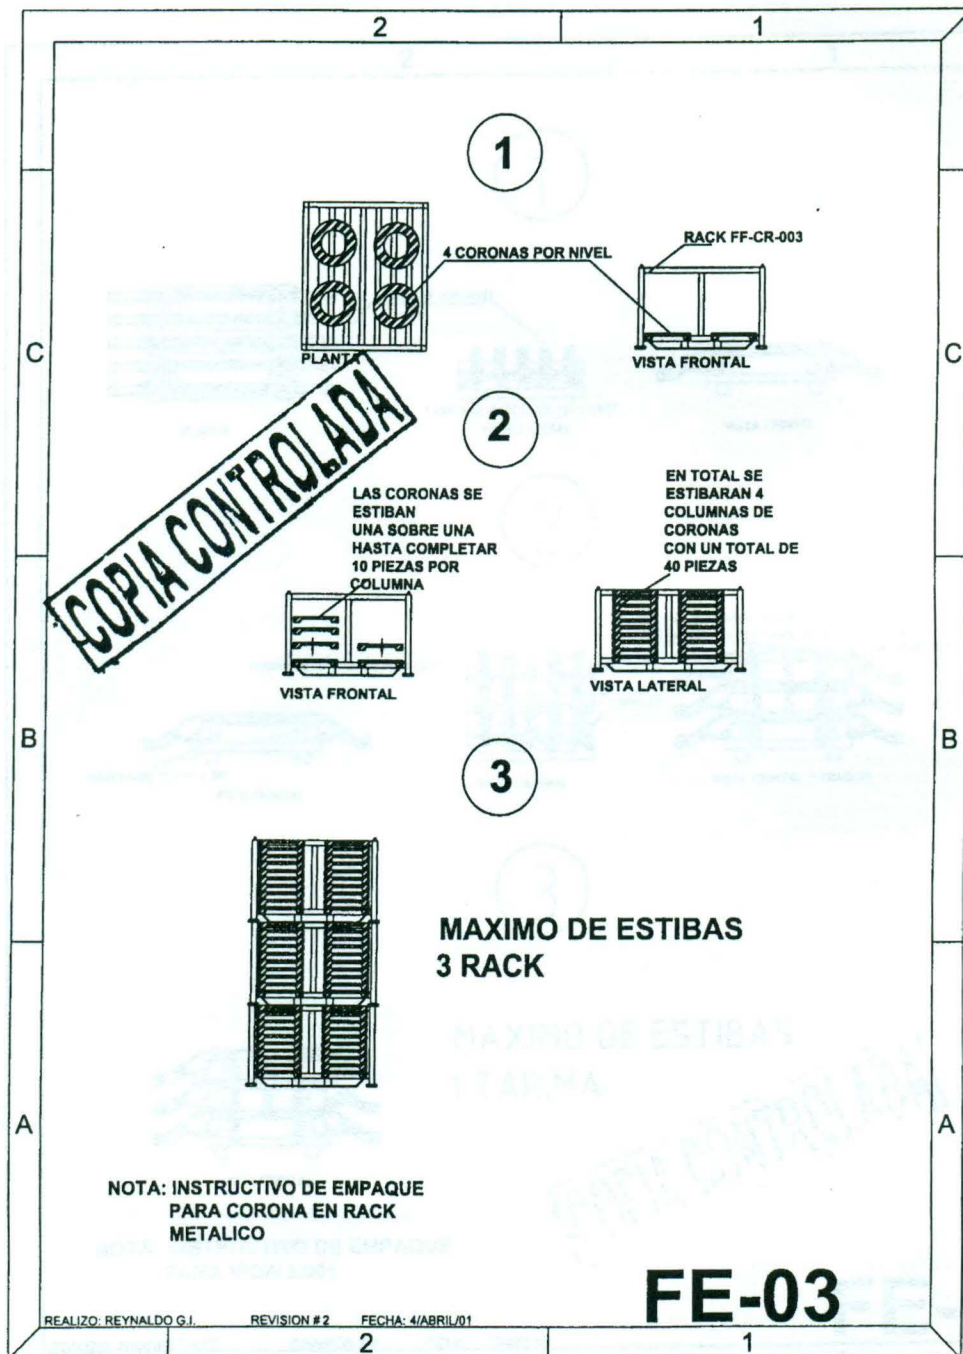 2
1
1
4 CORONAS POR NIVEL
RACK FF-CR-003
PLANTA
VISTA FRONTAL
C
C
COPIA CONTROLADA
2
LAS CORONAS SE
ESTIBAN
UNA SOBRE UNA
HASTA COMPLETAR
10 PIEZAS POR
COLUMNA
EN TOTAL SE
ESTIBARAN 4
COLUMNAS DE
CORONAS
CON UN TOTAL DE
40 PIEZAS
VISTA FRONTAL
VISTA LATERAL
B
B
3
MAXIMO DE ESTIBAS
3 RACK
A
A
NOTA: INSTRUCTIVO DE EMPAQUE
PARA CORONA EN RACK
METALICO
FE-03
REALIZO: REYNALDO G.I. REVISION # 2 FECHA: 4/ABRIL/01
2
1